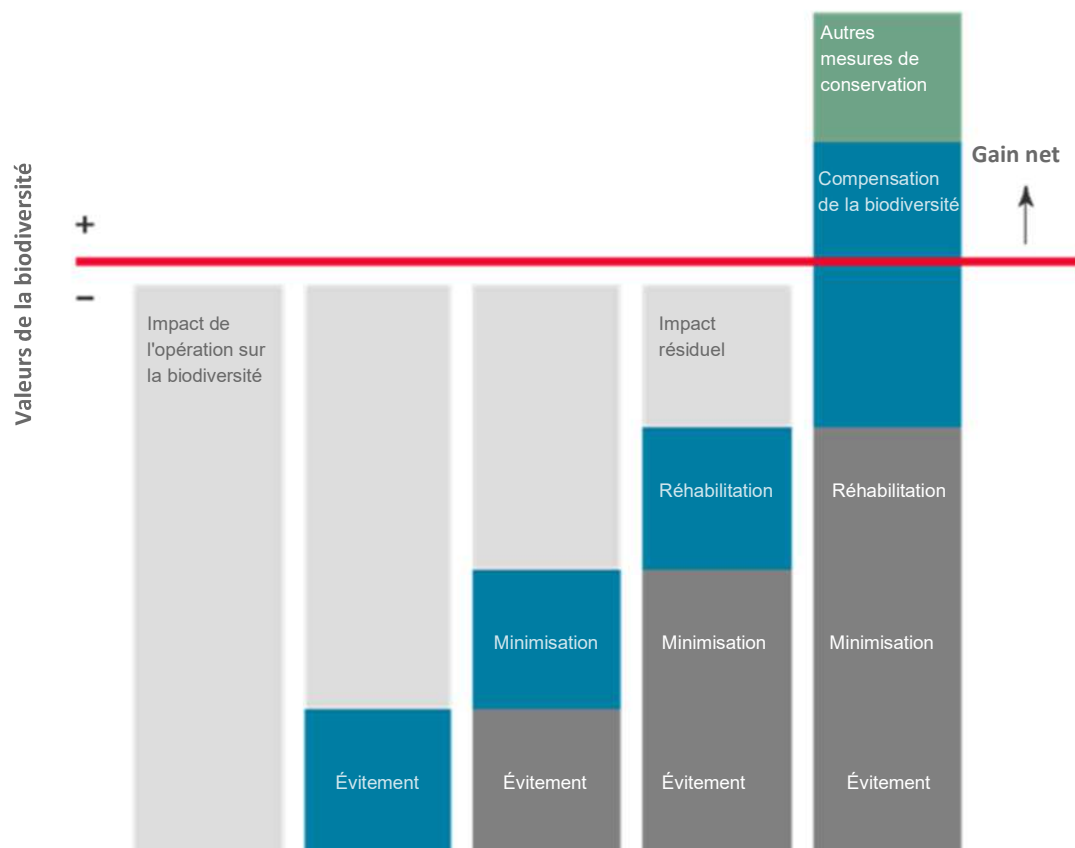 Autres
mesures de
conservation
Gain net
Compensation
de la biodiversité
Valeurs de la biodiversité
+
−
Impact de
l'opération sur
la biodiversité
Impact
résiduel
Réhabilitation
Réhabilitation
Minimisation
Minimisation
Minimisation
Évitement
Évitement
Évitement
Évitement